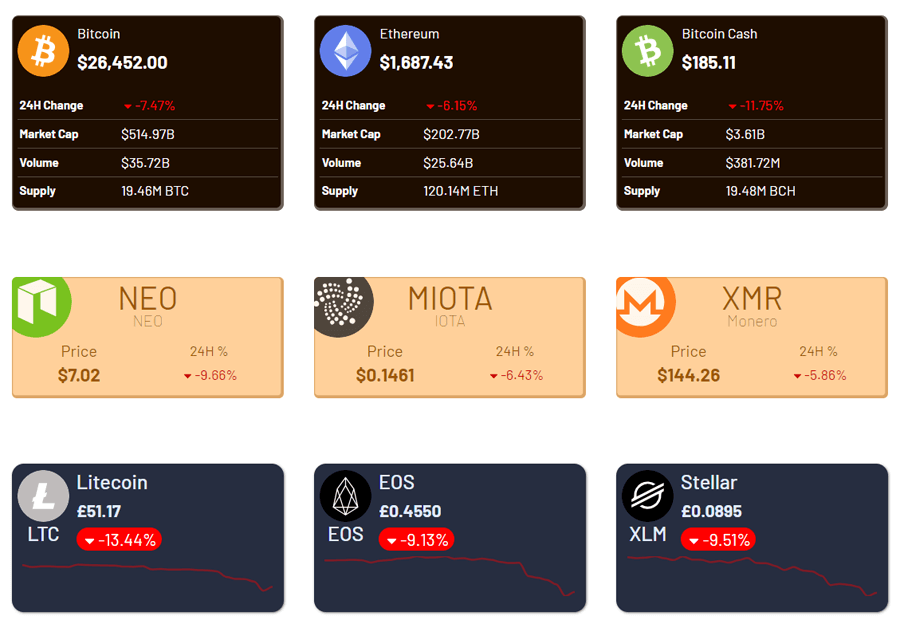 Bitcoin
$26,452.00
24H Change -7.47%
Market Cap $514.97B
Volume $35.72B
Supply 19.46M BTC
Ethereum
$1,687.43
24H Change -6.15%
Market Cap $202.77B
Volume $25.64B
Supply 120.14M ETH
Bitcoin Cash
$185.11
24H Change -11.75%
Market Cap $3.61B
Volume $381.72M
Supply 19.48M BCH
NEO
NEO
Price 24H %
$7.02 -9.66%
MIOTA
IOTA
Price 24H %
$0.1461 -6.43%
XMR
Monero
Price 24H %
$144.26 -5.86%
Litecoin
£51.17
LTC -13.44%
EOS
£0.4550
EOS -9.13%
Stellar
£0.0895
XLM -9.51%